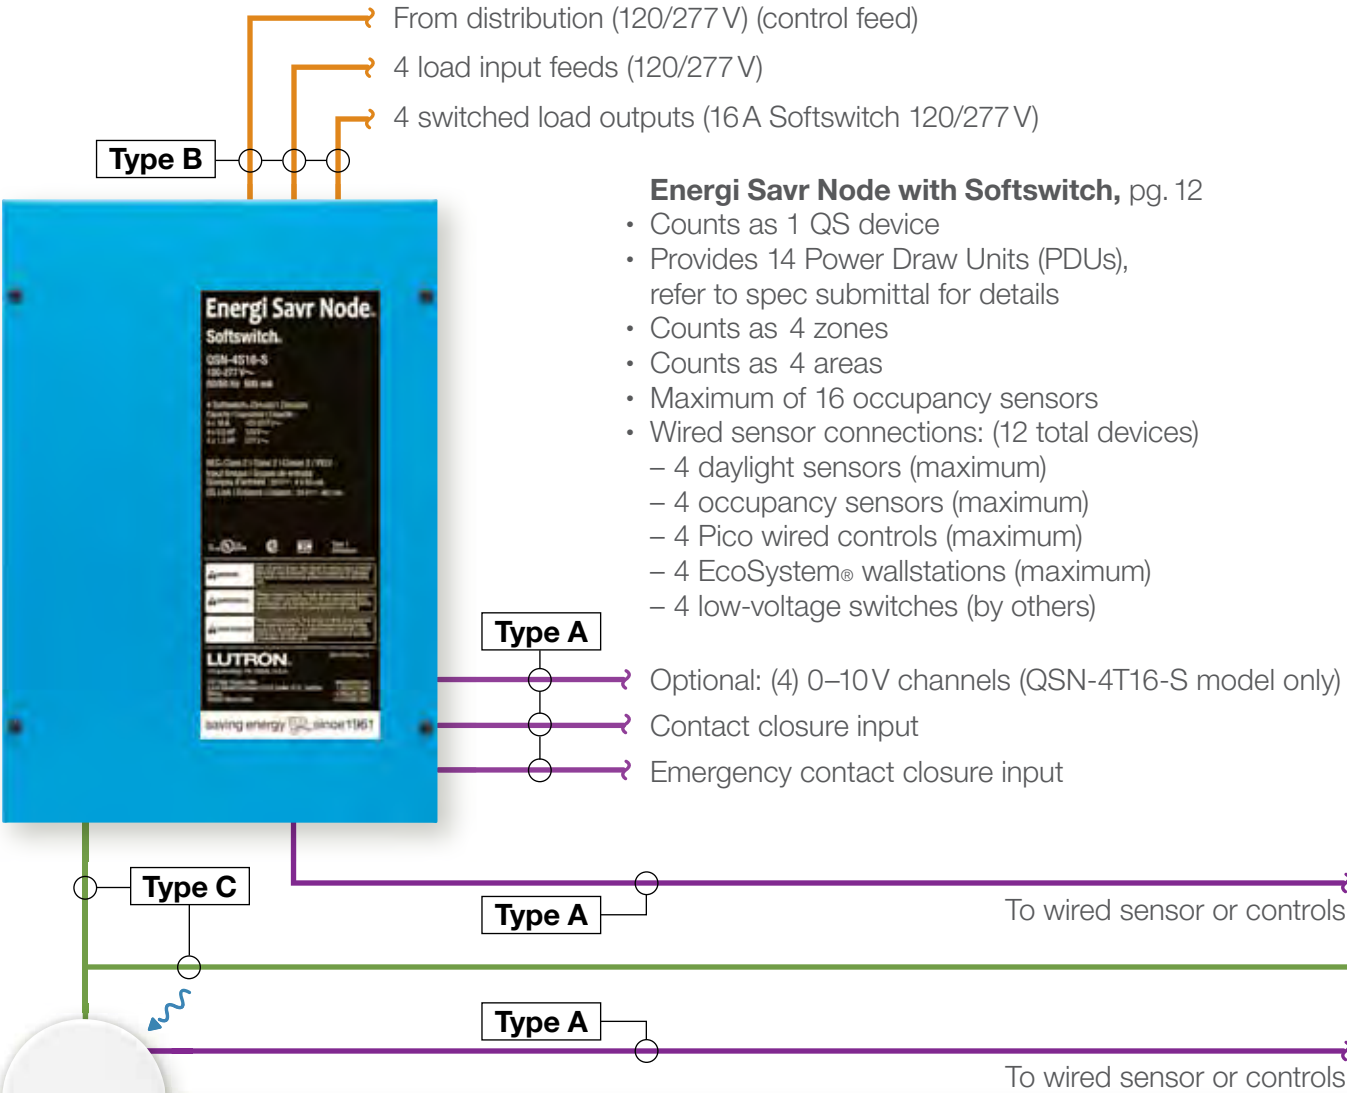 From distribution (120/277 V) (control feed)
4 load input feeds (120/277 V)
4 switched load outputs (16 A Softswitch 120/277 V)
Type B
Energi Savr Node with Softswitch, pg. 12
• Counts as 1 QS device
• Provides 14 Power Draw Units (PDUs),
refer to spec submittal for details
• Counts as 4 zones
• Counts as 4 areas
• Maximum of 16 occupancy sensors
• Wired sensor connections: (12 total devices)
– 4 daylight sensors (maximum)
– 4 occupancy sensors (maximum)
– 4 Pico wired controls (maximum)
– 4 EcoSystem® wallstations (maximum)
– 4 low-voltage switches (by others)
Energi Savr Node
Softswitch
QSN-4S16-S
120-277 V~
50/60 Hz
LUTRON
saving energy since 1961
Type A
Optional: (4) 0–10 V channels (QSN-4T16-S model only)
Contact closure input
Emergency contact closure input
Type C
Type A
To wired sensor or controls
Type A
To wired sensor or controls